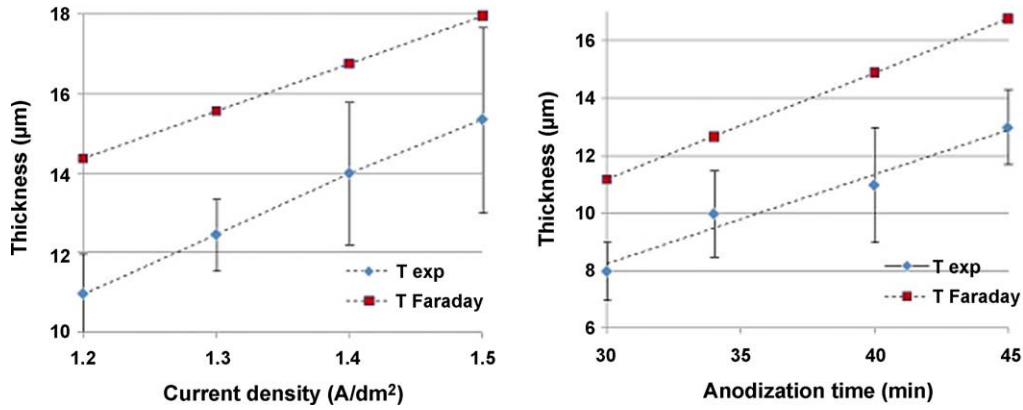 18
16
14
12
10
Thickness (µm)
T exp
T Faraday
1.2 1.3 1.4 1.5
Current density (A/dm²)
16
14
12
10
8
6
Thickness (µm)
T exp
T Faraday
30 35 40 45
Anodization time (min)